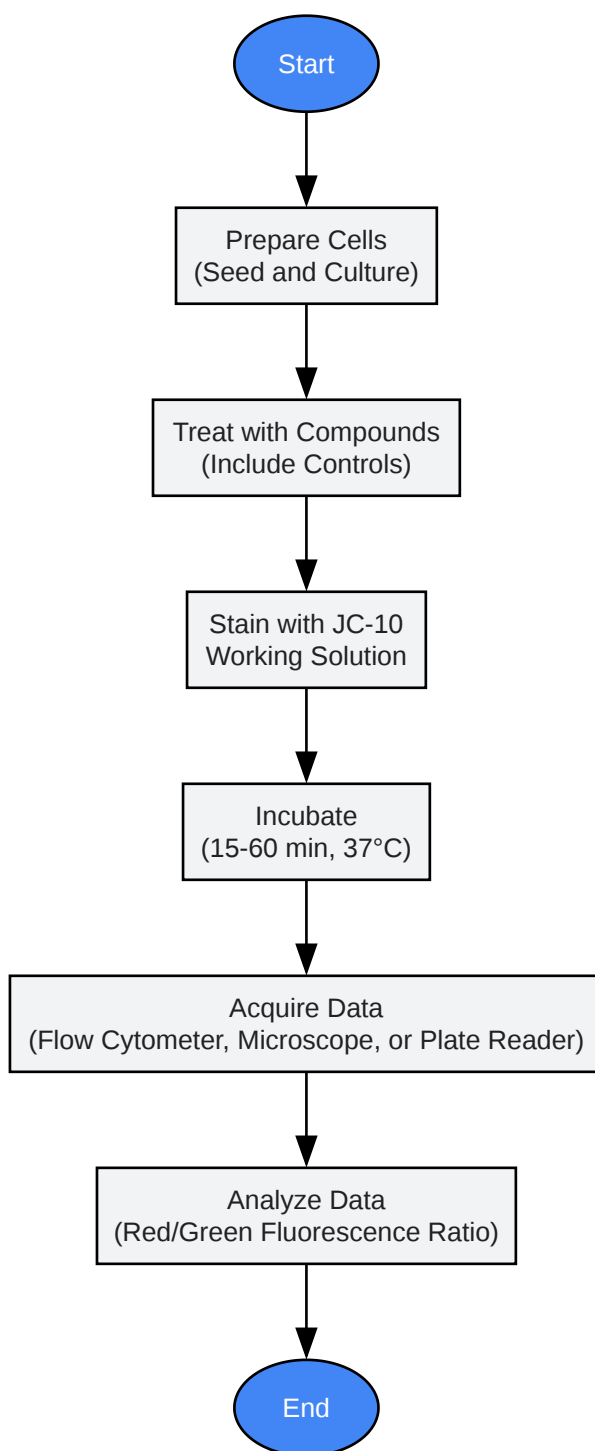 Start
Prepare Cells
(Seed and Culture)
Treat with Compounds
(Include Controls)
Stain with JC-10
Working Solution
Incubate
(15-60 min, 37°C)
Acquire Data
(Flow Cytometer, Microscope, or Plate Reader)
Analyze Data
(Red/Green Fluorescence Ratio)
End